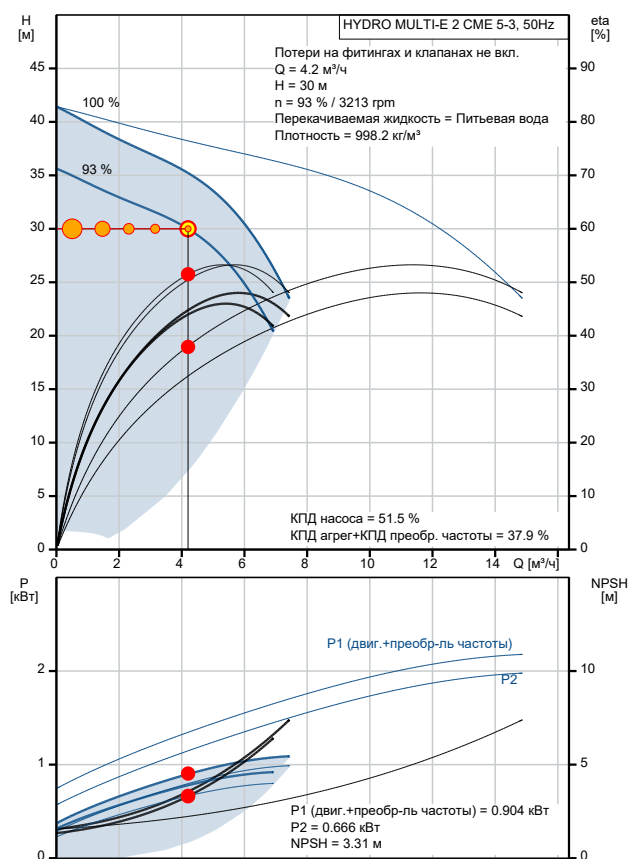 H
[м]
HYDRO MULTI-E 2 CME 5-3, 50Hz
eta
[%]
Потери на фитингах и клапанах не вкл.
Q = 4.2 м³/ч
H = 30 м
n = 93 % / 3213 rpm
Перекачиваемая жидкость = Питьевая вода
Плотность = 998.2 кг/м³
100 %
93 %
45
40
35
30
25
20
15
10
5
0
90
80
70
60
50
40
30
20
10
0
КПД насоса = 51.5 %
КПД агрег+КПД преобр. частоты = 37.9 %
0
2
4
6
8
10
12
14
Q [м³/ч]
P
[кВт]
NPSH
[м]
P1 (двиг.+преобр-ль частоты)
P2
2
1
0
10
5
0
P1 (двиг.+преобр-ль частоты) = 0.904 кВт
P2 = 0.666 кВт
NPSH = 3.31 м